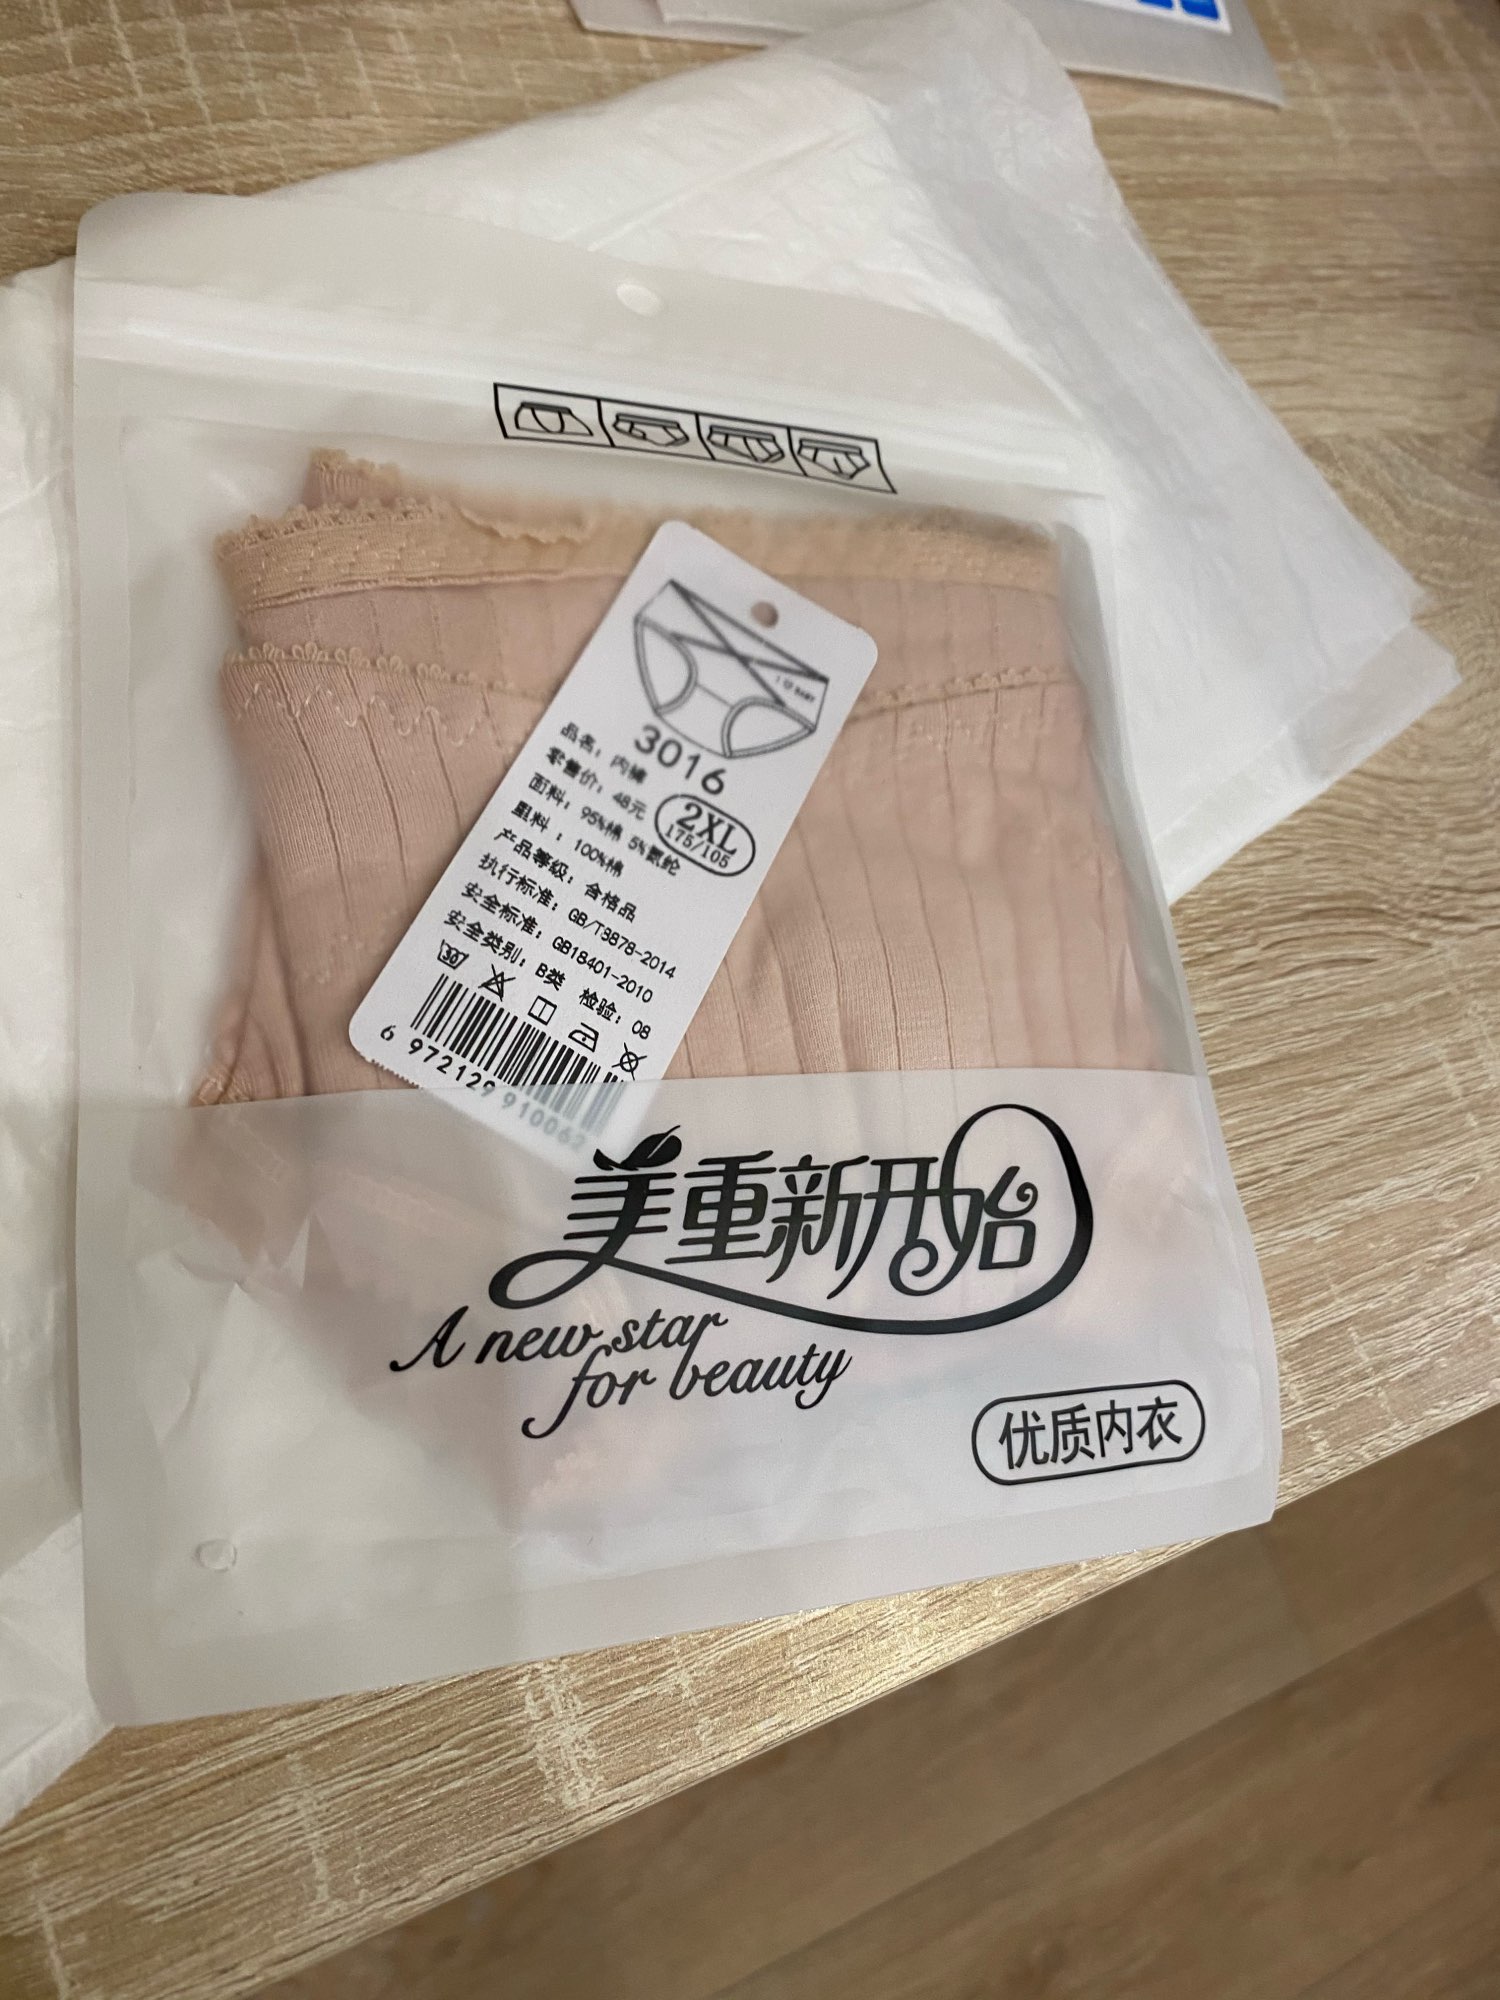 I ♡ BABY
3016
品名：内裤
零售价：48元
2XL
175/105
面料：95%棉 5%氨纶
里料：100%棉
产品等级：合格品
执行标准：GB/T8878-2014
安全标准：GB18401-2010
安全类别：B类 检验：08
30
6 972129 910062
美重新开始
A new star
for beauty
优质内衣